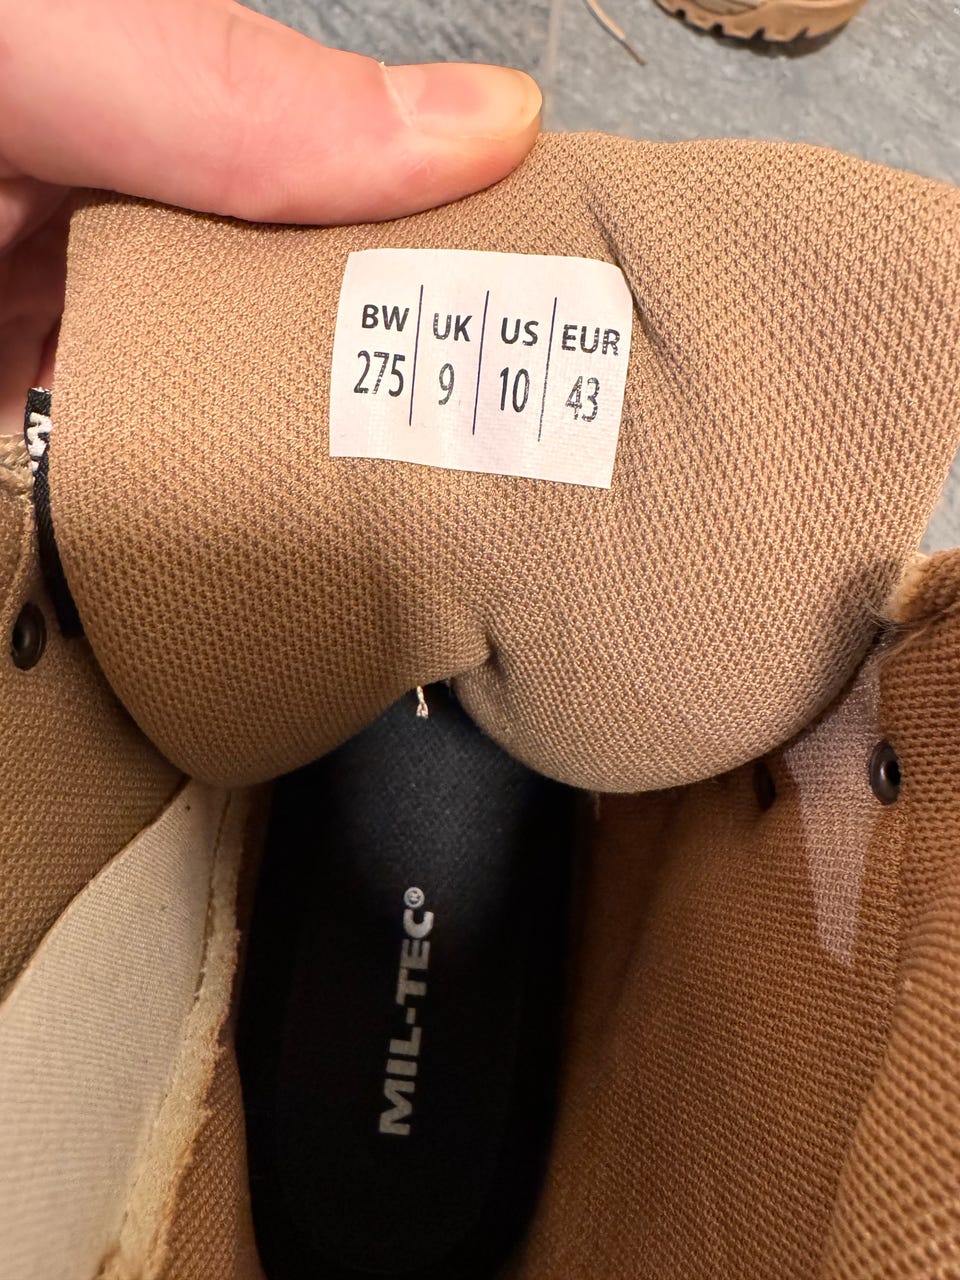 BW UK US EUR
275 9 10 43
MIL-TEC®